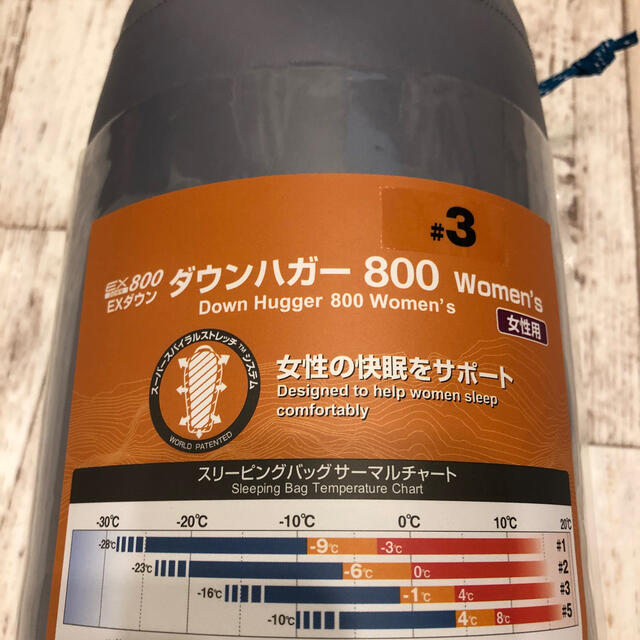 #3
EX800
EXダウン
ダウンハガー 800 Women's
Down Hugger 800 Women's
女性用
スーパースパイラルストレッチ™システム
WORLD PATENTED
女性の快眠をサポート
Designed to help women sleep
comfortably
スリーピングバッグサーマルチャート
Sleeping Bag Temperature Chart
-30℃ -20℃ -10℃ 0℃ 10℃ 20℃
-28℃ -9℃ -3℃ #1
-23℃ -6℃ 0℃ #2
-16℃ -1℃ 4℃ #3
-10℃ 4℃ 8℃ #5